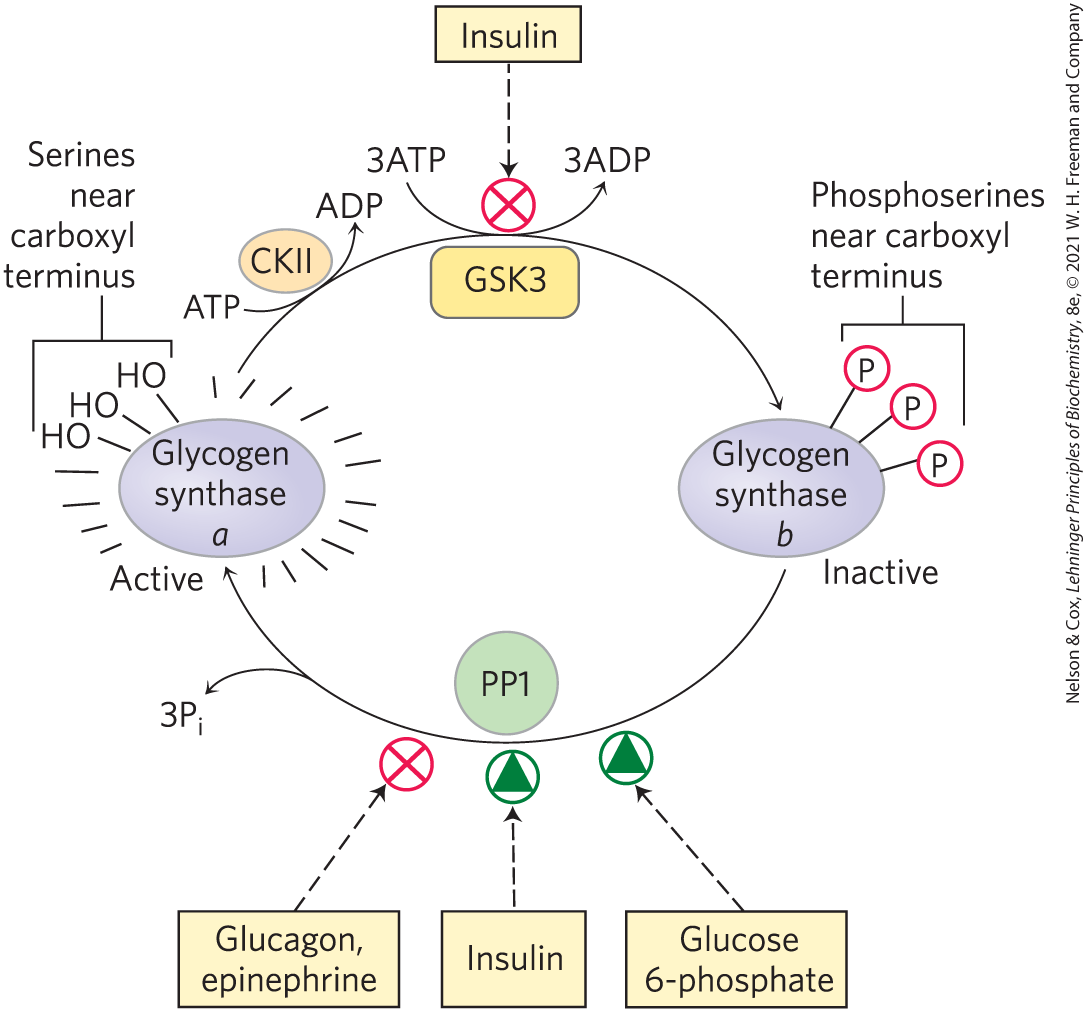 Insulin
3ATP
3ADP
ADP
CKII
ATP
GSK3
Serines
near
carboxyl
terminus
Phosphoserines
near carboxyl
terminus
HO
HO
HO
P
P
P
Glycogen
synthase
a
Active
Glycogen
synthase
b
Inactive
PP1
3Pi
Glucagon,
epinephrine
Insulin
Glucose
6-phosphate
Nelson & Cox, Lehninger Principles of Biochemistry, 8e, © 2021 W. H. Freeman and Company